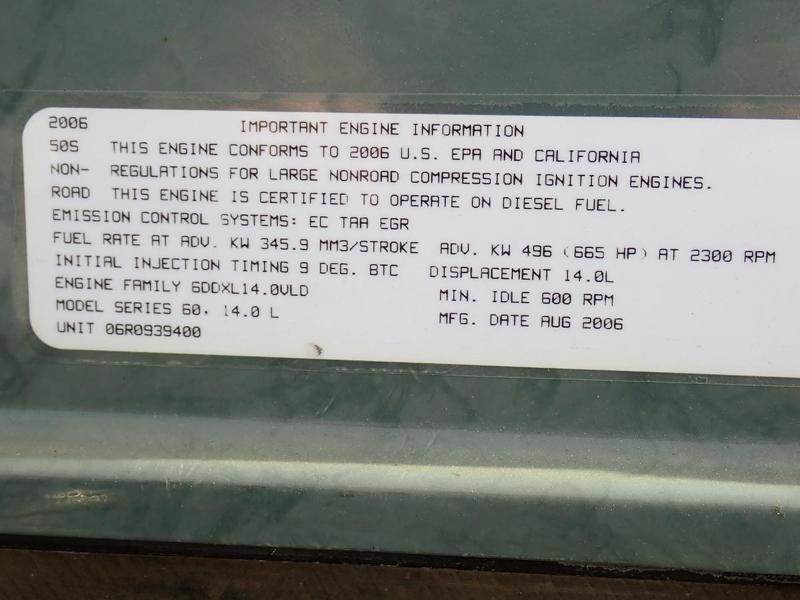 2006 IMPORTANT ENGINE INFORMATION
50S THIS ENGINE CONFORMS TO 2006 U.S. EPA AND CALIFORNIA
NON- REGULATIONS FOR LARGE NONROAD COMPRESSION IGNITION ENGINES.
ROAD THIS ENGINE IS CERTIFIED TO OPERATE ON DIESEL FUEL.
EMISSION CONTROL SYSTEMS: EC TAA EGR
FUEL RATE AT ADV. KW 345.9 MM3/STROKE ADV. KW 496 (665 HP) AT 2300 RPM
INITIAL INJECTION TIMING 9 DEG. BTC DISPLACEMENT 14.0L
ENGINE FAMILY 6DDXL14.0VLD MIN. IDLE 600 RPM
MODEL SERIES 60, 14.0 L MFG. DATE AUG 2006
UNIT 06R0939400